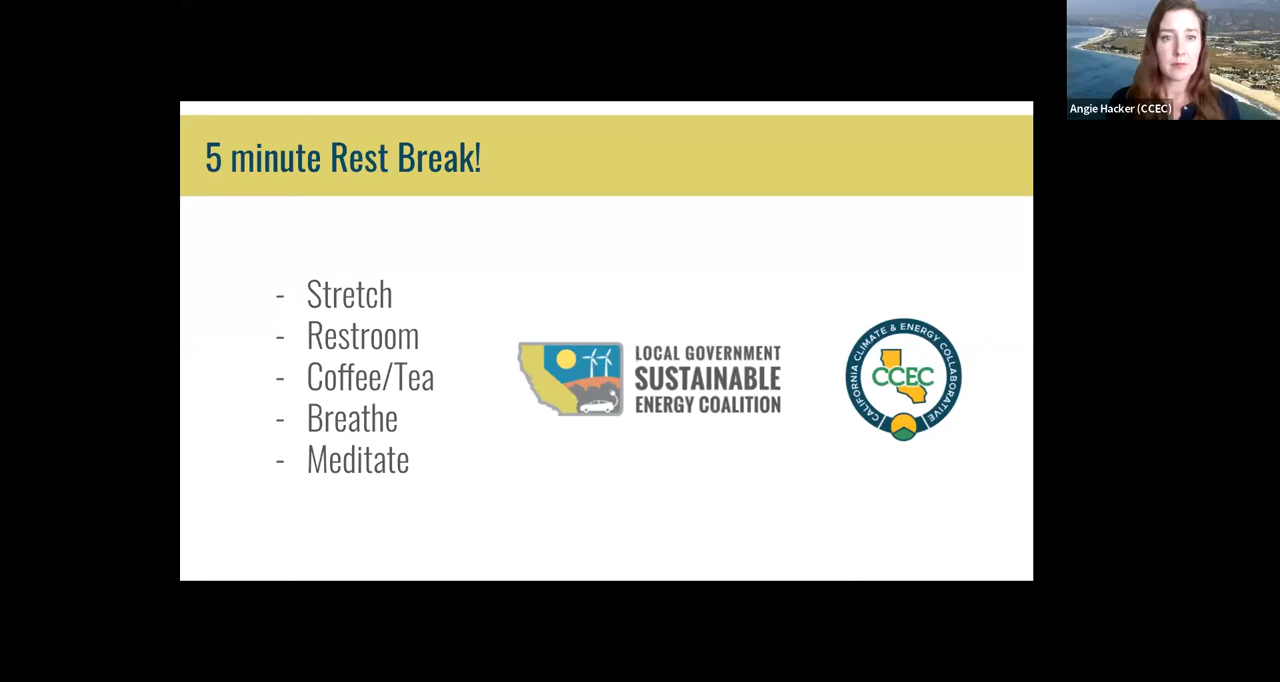 Angie Hacker (CCEC)
5 minute Rest Break!
- Stretch
- Restroom
- Coffee/Tea
- Breathe
- Meditate
LOCAL GOVERNMENT
SUSTAINABLE
ENERGY COALITION
CALIFORNIA CLIMATE & ENERGY COLLABORATIVE
CCEC